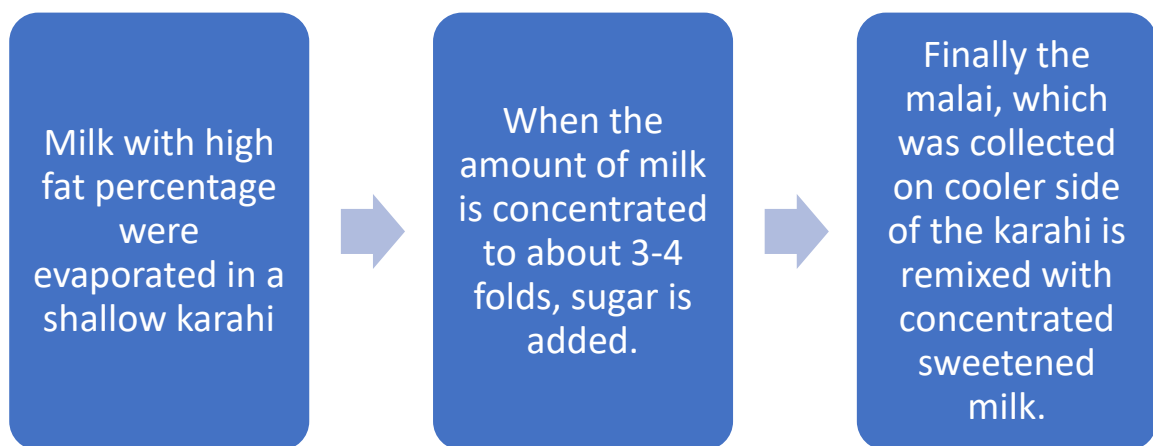 Milk with high
fat percentage
were
evaporated in a
shallow karahi
When the
amount of milk
is concentrated
to about 3-4
folds, sugar is
added.
Finally the
malai, which
was collected
on cooler side
of the karahi is
remixed with
concentrated
sweetened
milk.